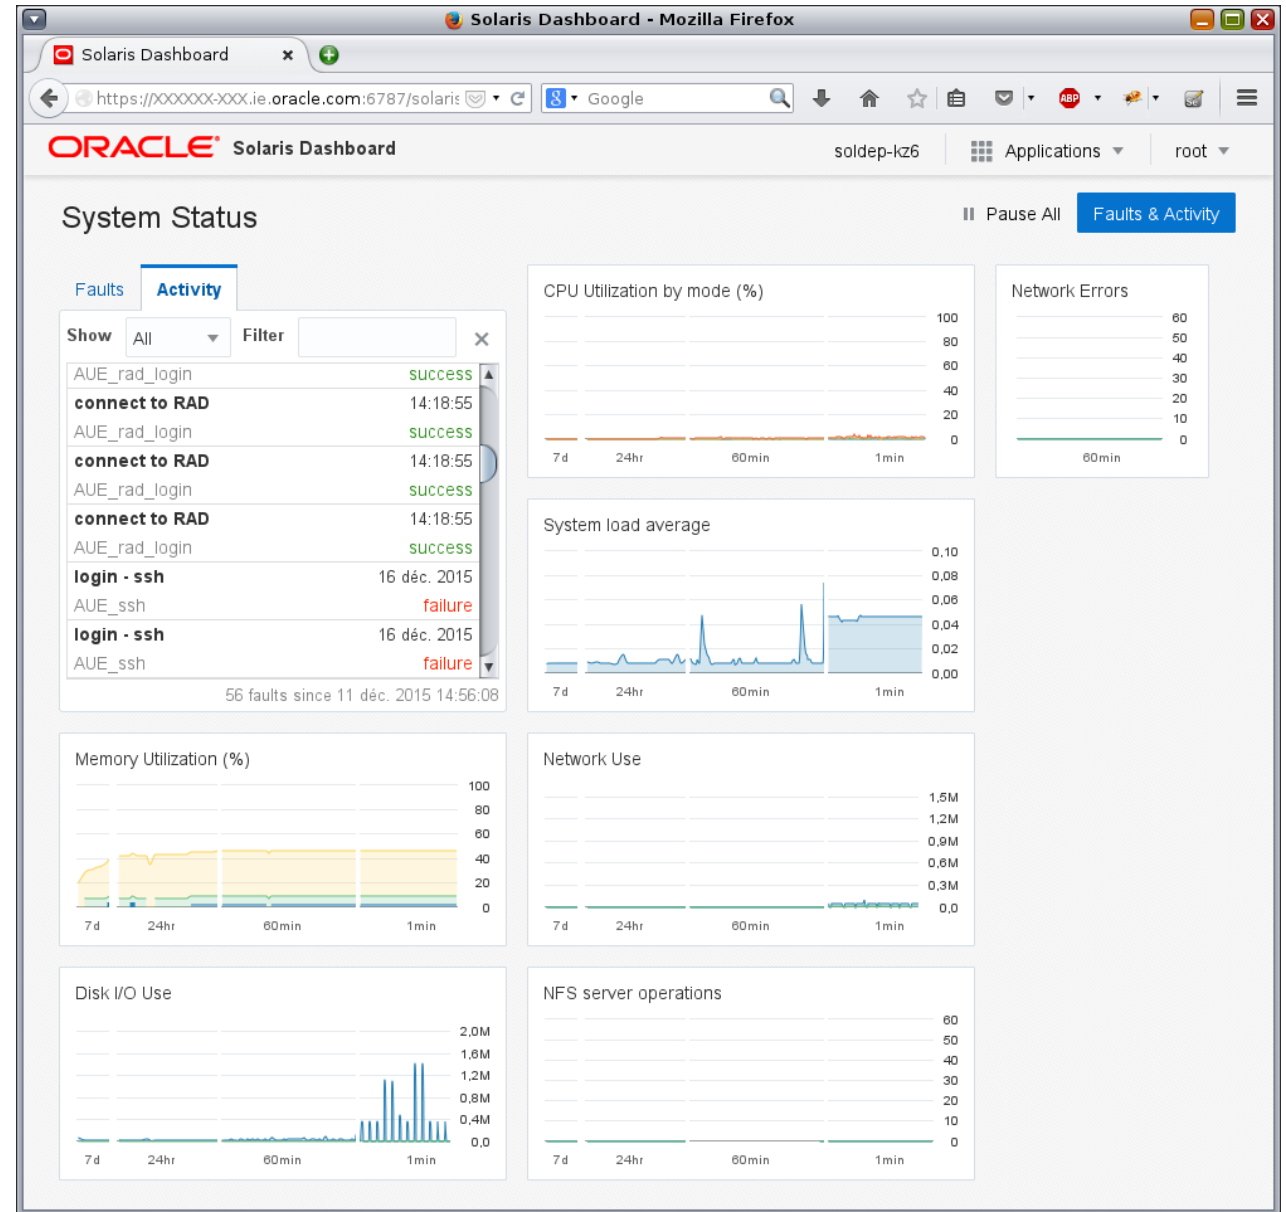 Solaris Dashboard - Mozilla Firefox
Solaris Dashboard
https://XXXXXX-XXX.ie.oracle.com:6787/solaris
8 Google
ABP
ORACLE Solaris Dashboard
soldep-kz6 Applications root
System Status
Pause All Faults & Activity
Faults Activity
Show All Filter
AUE_rad_login success
connect to RAD 14:18:55
AUE_rad_login success
connect to RAD 14:18:55
AUE_rad_login success
connect to RAD 14:18:55
AUE_rad_login success
login - ssh 16 déc. 2015
AUE_ssh failure
login - ssh 16 déc. 2015
AUE_ssh failure
56 faults since 11 déc. 2015 14:56:08
CPU Utilization by mode (%)
100
80
60
40
20
0
7d 24hr 60min 1min
Network Errors
60
50
40
30
20
10
0
60min
System load average
0,10
0,08
0,06
0,04
0,02
0,00
7d 24hr 60min 1min
Memory Utilization (%)
100
80
60
40
20
0
7d 24hr 60min 1min
Network Use
1,5M
1,2M
0,9M
0,6M
0,3M
0,0
7d 24hr 60min 1min
Disk I/O Use
2,0M
1,6M
1,2M
0,8M
0,4M
0,0
7d 24hr 60min 1min
NFS server operations
60
50
40
30
20
10
0
7d 24hr 60min 1min